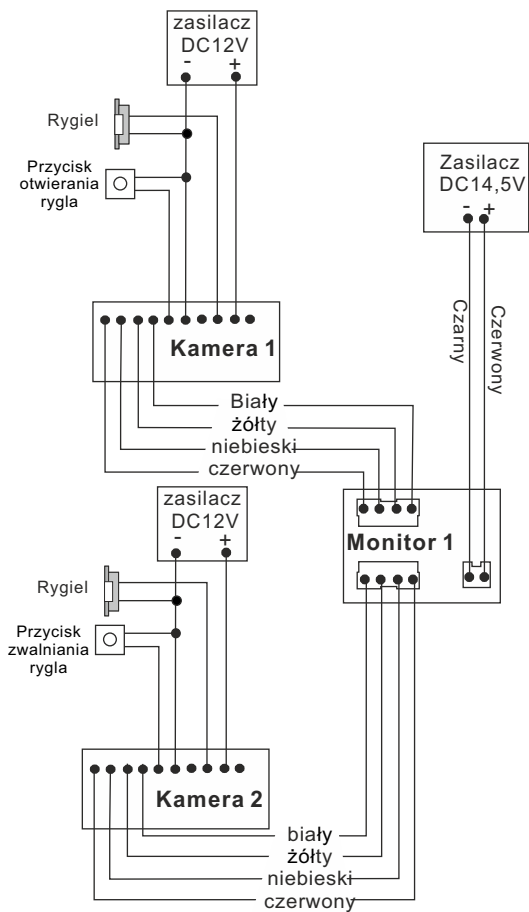 zasilacz
DC12V
- +
Rygiel
Przycisk
otwierania
rygla
Zasilacz
DC14,5V
- +
Czarny
Czerwony
Kamera 1
Biały
żółty
niebieski
czerwony
zasilacz
DC12V
- +
Monitor 1
Rygiel
Przycisk
zwalniania
rygla
Kamera 2
biały
żółty
niebieski
czerwony